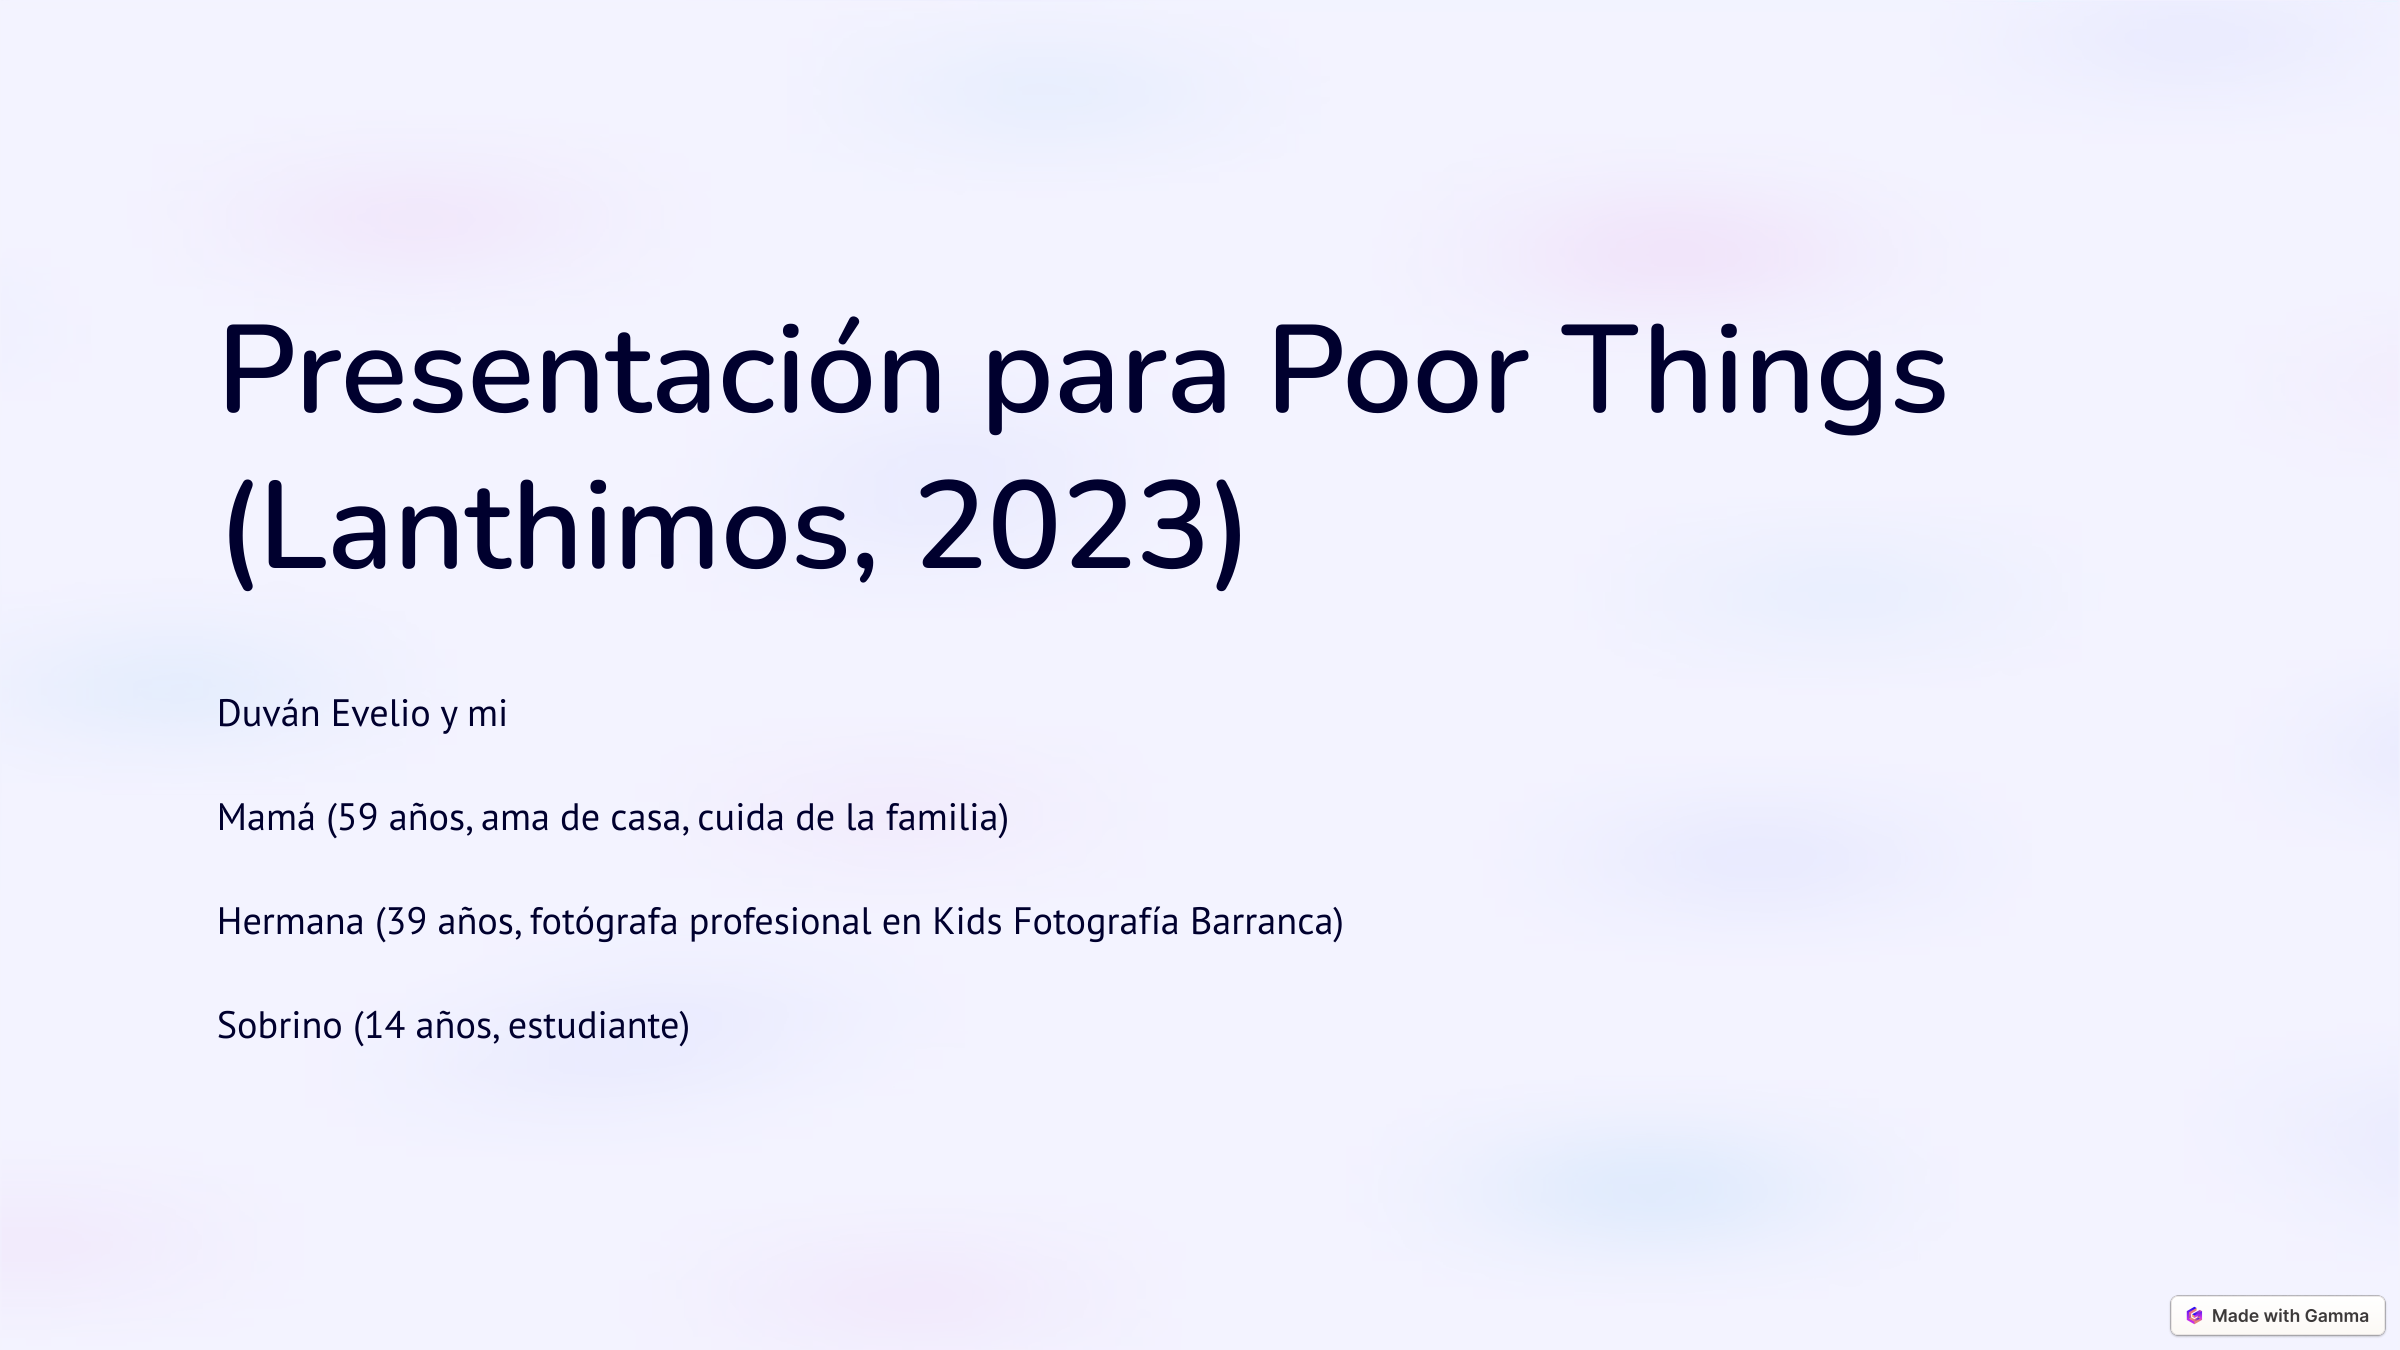 Presentación para Poor Things
(Lanthimos, 2023)
Duván Evelio y mi
Mamá (59 años, ama de casa, cuida de la familia)
Hermana (39 años, fotógrafa profesional en Kids Fotografía Barranca)
Sobrino (14 años, estudiante)
Made with Gamma